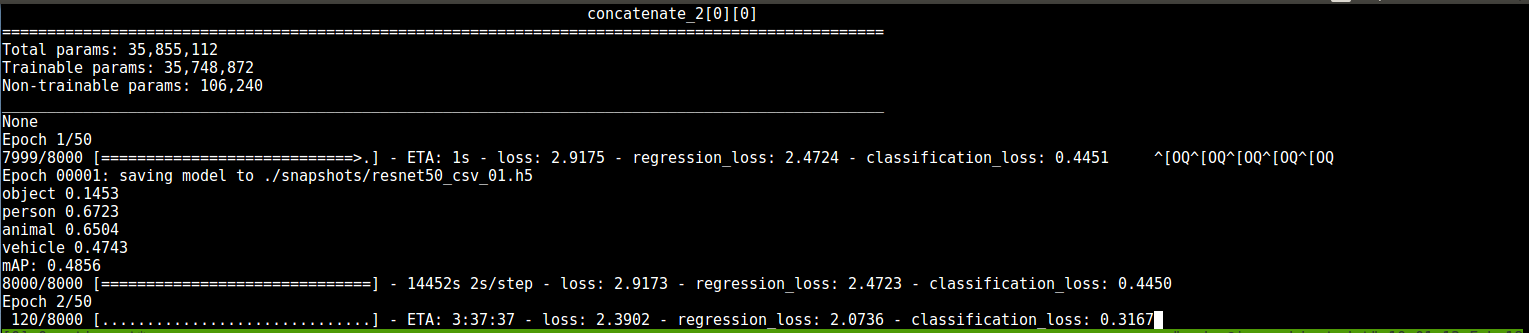 concatenate_2[0][0]
==================================================================================================
Total params: 35,855,112
Trainable params: 35,748,872
Non-trainable params: 106,240
__________________________________________________________________________________________________
None
Epoch 1/50
7999/8000 [============================>.] - ETA: 1s - loss: 2.9175 - regression_loss: 2.4724 - classification_loss: 0.4451     ^[OQ^[OQ^[OQ^[OQ^[OQ
Epoch 00001: saving model to ./snapshots/resnet50_csv_01.h5
object 0.1453
person 0.6723
animal 0.6504
vehicle 0.4743
mAP: 0.4856
8000/8000 [==============================] - 14452s 2s/step - loss: 2.9173 - regression_loss: 2.4723 - classification_loss: 0.4450
Epoch 2/50
 120/8000 [..............................] - ETA: 3:37:37 - loss: 2.3902 - regression_loss: 2.0736 - classification_loss: 0.3167